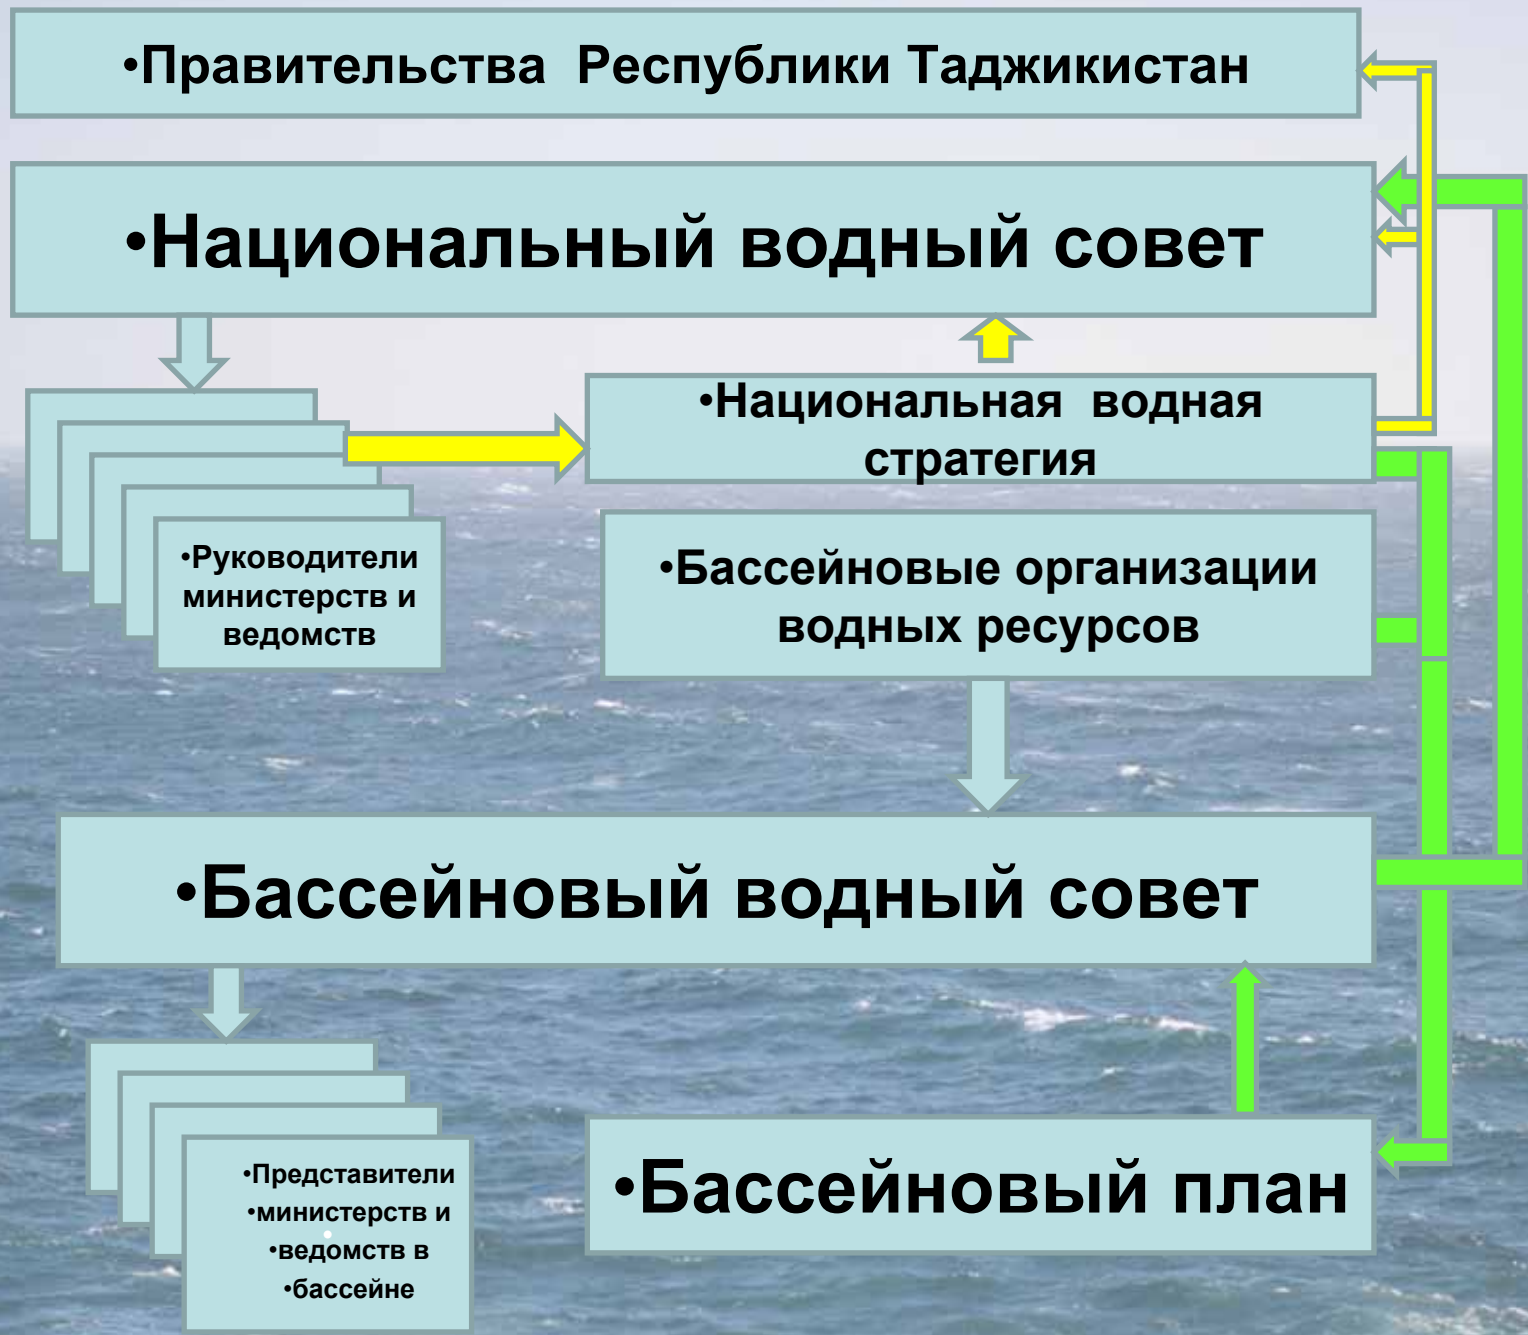 •Правительства Республики Таджикистан
•Национальный водный совет
•Национальная водная
стратегия
•Руководители
министерств и
ведомств
•Бассейновые организации
водных ресурсов
•Бассейновый водный совет
•Представители
•министерств и
•ведомств в
•бассейне
•Бассейновый план